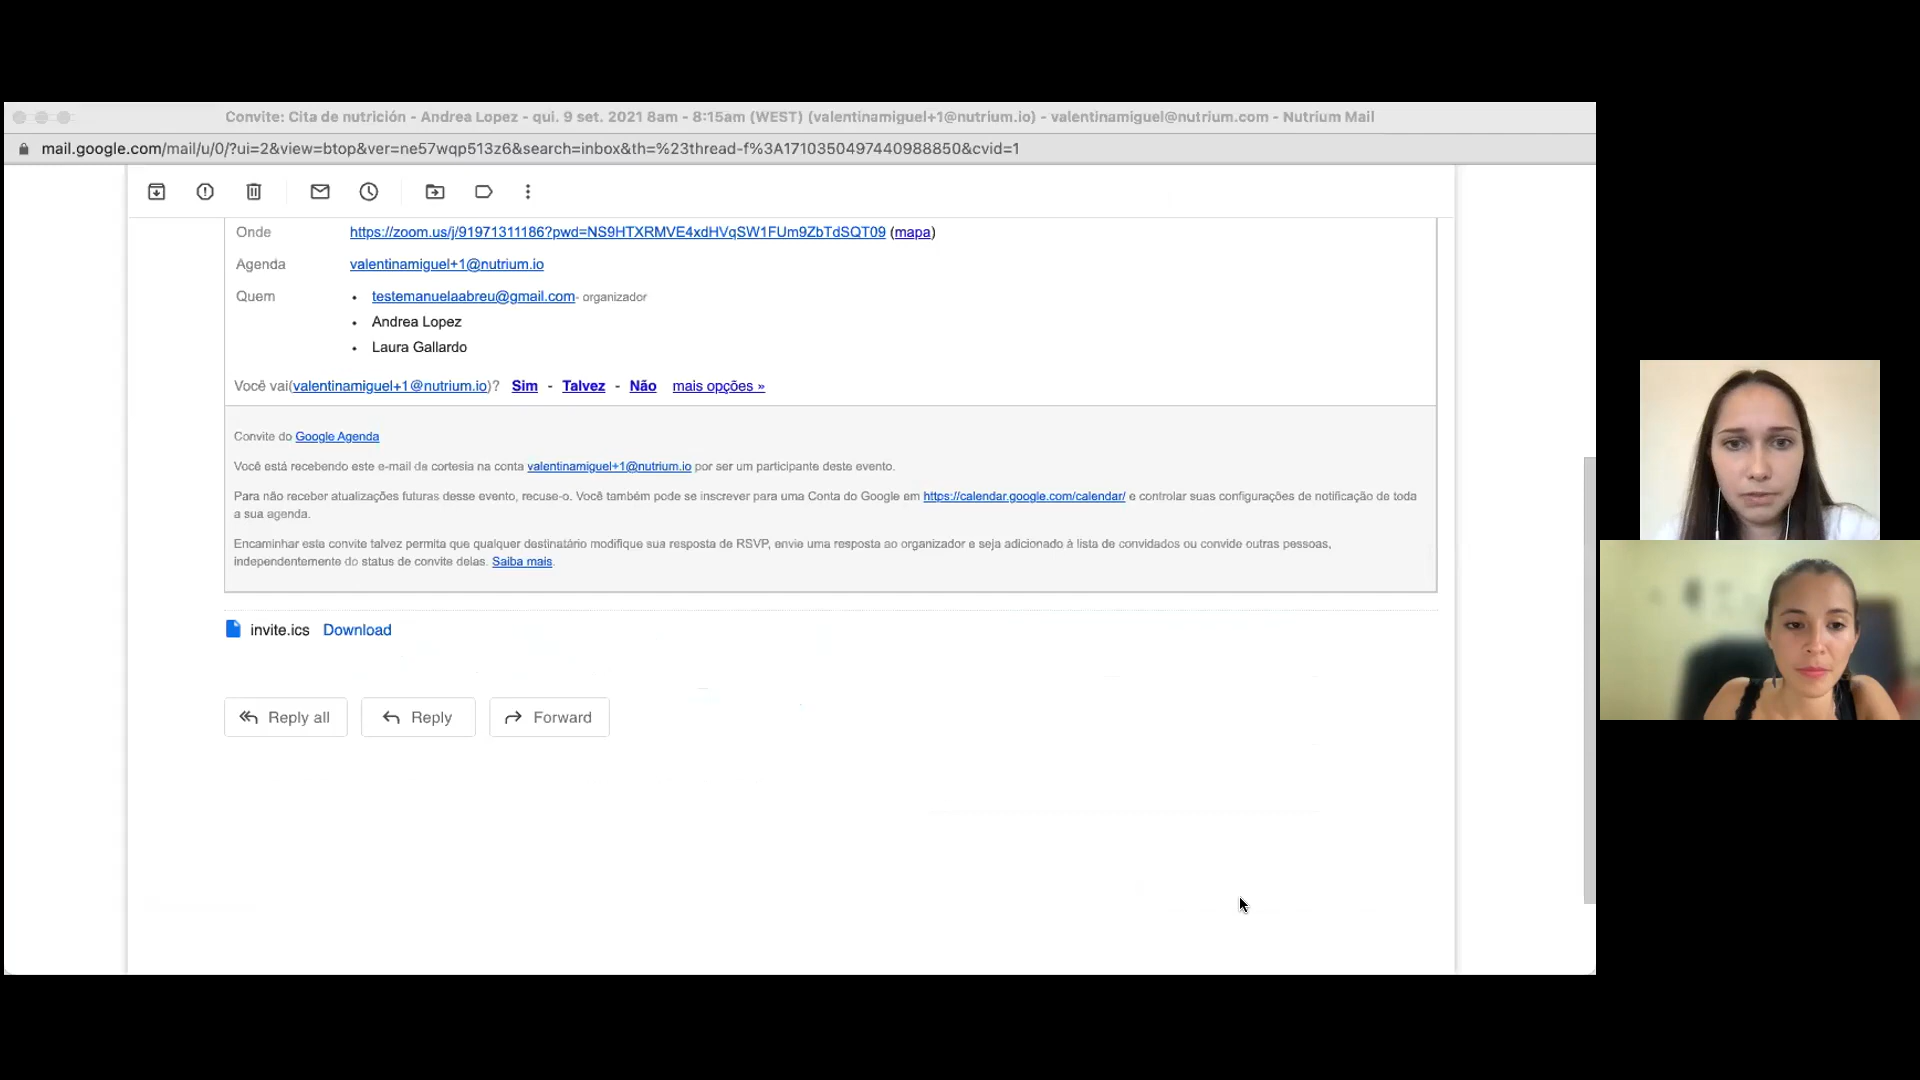 Convite: Cita de nutrición - Andrea Lopez - qui. 9 set. 2021 8am - 8:15am (WEST) (valentinamiguel+1@nutrium.io) - valentinamiguel@nutrium.com - Nutrium Mail
mail.google.com/mail/u/0/?ui=2&view=btop&ver=ne57wqp513z6&search=inbox&th=%23thread-f%3A1710350497440988850&cvid=1
Onde https://zoom.us/j/91971311186?pwd=NS9HTXRMVE4xdHVqSW1FUm9ZbTdSQT09 (mapa)
Agenda valentinamiguel+1@nutrium.io
Quem • testemanuelaabreu@gmail.com- organizador
• Andrea Lopez
• Laura Gallardo
Você vai(valentinamiguel+1@nutrium.io)? Sim - Talvez - Não mais opções »
Convite do Google Agenda
Você está recebendo este e-mail de cortesia na conta valentinamiguel+1@nutrium.io por ser um participante deste evento.
Para não receber atualizações futuras desse evento, recuse-o. Você também pode se inscrever para uma Conta do Google em https://calendar.google.com/calendar/ e controlar suas configurações de notificação de toda
a sua agenda.
Encaminhar este convite talvez permita que qualquer destinatário modifique sua resposta de RSVP, envie uma resposta ao organizador e seja adicionado à lista de convidados ou convide outras pessoas,
independentemente do status de convite delas. Saiba mais.
invite.ics Download
Reply all Reply Forward